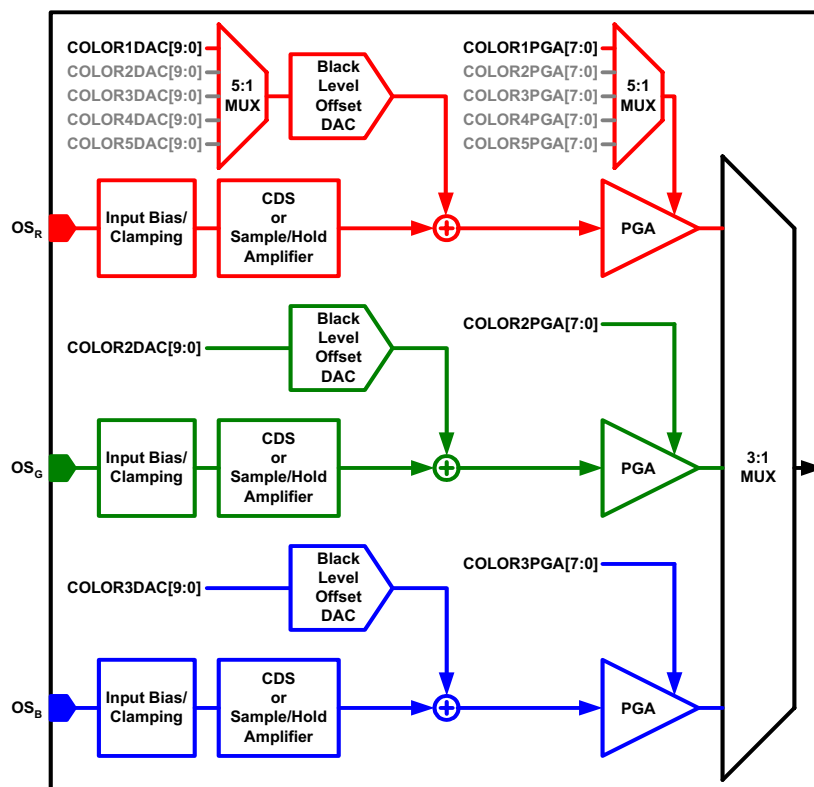 COLOR1DAC[9:0]
COLOR2DAC[9:0]
COLOR3DAC[9:0]
COLOR4DAC[9:0]
COLOR5DAC[9:0]
5:1
MUX
Black
Level
Offset
DAC
COLOR1PGA[7:0]
COLOR2PGA[7:0]
COLOR3PGA[7:0]
COLOR4PGA[7:0]
COLOR5PGA[7:0]
5:1
MUX
OSR
Input Bias/
Clamping
CDS
or
Sample/Hold
Amplifier
PGA
COLOR2DAC[9:0]
Black
Level
Offset
DAC
COLOR2PGA[7:0]
OSG
Input Bias/
Clamping
CDS
or
Sample/Hold
Amplifier
PGA
3:1
MUX
COLOR3DAC[9:0]
Black
Level
Offset
DAC
COLOR3PGA[7:0]
OSB
Input Bias/
Clamping
CDS
or
Sample/Hold
Amplifier
PGA